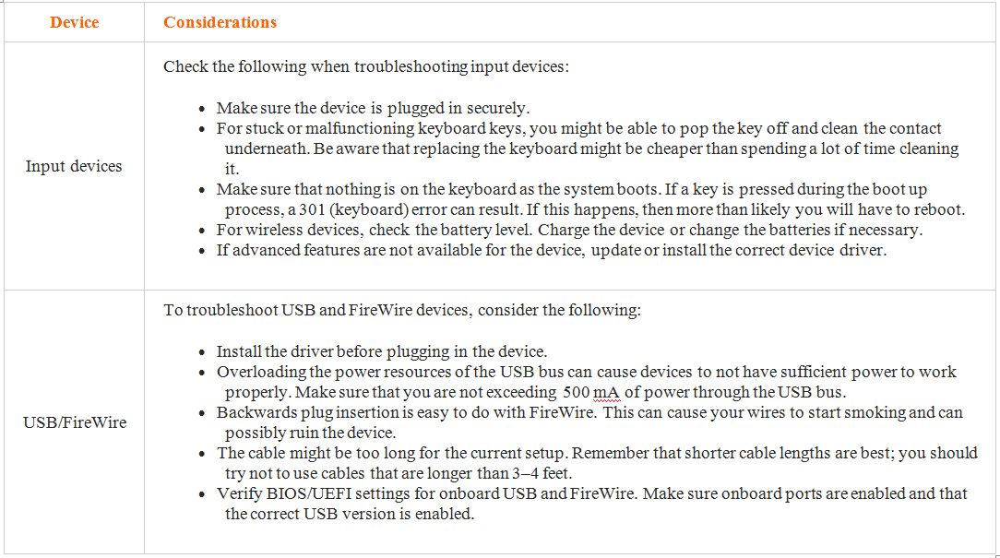 Device
Considerations
Input devices
Check the following when troubleshooting input devices:
• Make sure the device is plugged in securely.
• For stuck or malfunctioning keyboard keys, you might be able to pop the key off and clean the contact
underneath. Be aware that replacing the keyboard might be cheaper than spending a lot of time cleaning
it.
• Make sure that nothing is on the keyboard as the system boots. If a key is pressed during the boot up
process, a 301 (keyboard) error can result. If this happens, then more than likely you will have to reboot.
• For wireless devices, check the battery level. Charge the device or change the batteries if necessary.
• If advanced features are not available for the device, update or install the correct device driver.
USB/FireWire
To troubleshoot USB and FireWire devices, consider the following:
• Install the driver before plugging in the device.
• Overloading the power resources of the USB bus can cause devices to not have sufficient power to work
properly. Make sure that you are not exceeding 500 mA of power through the USB bus.
• Backwards plug insertion is easy to do with FireWire. This can cause your wires to start smoking and can
possibly ruin the device.
• The cable might be too long for the current setup. Remember that shorter cable lengths are best; you should
try not to use cables that are longer than 3–4 feet.
• Verify BIOS/UEFI settings for onboard USB and FireWire. Make sure onboard ports are enabled and that
the correct USB version is enabled.